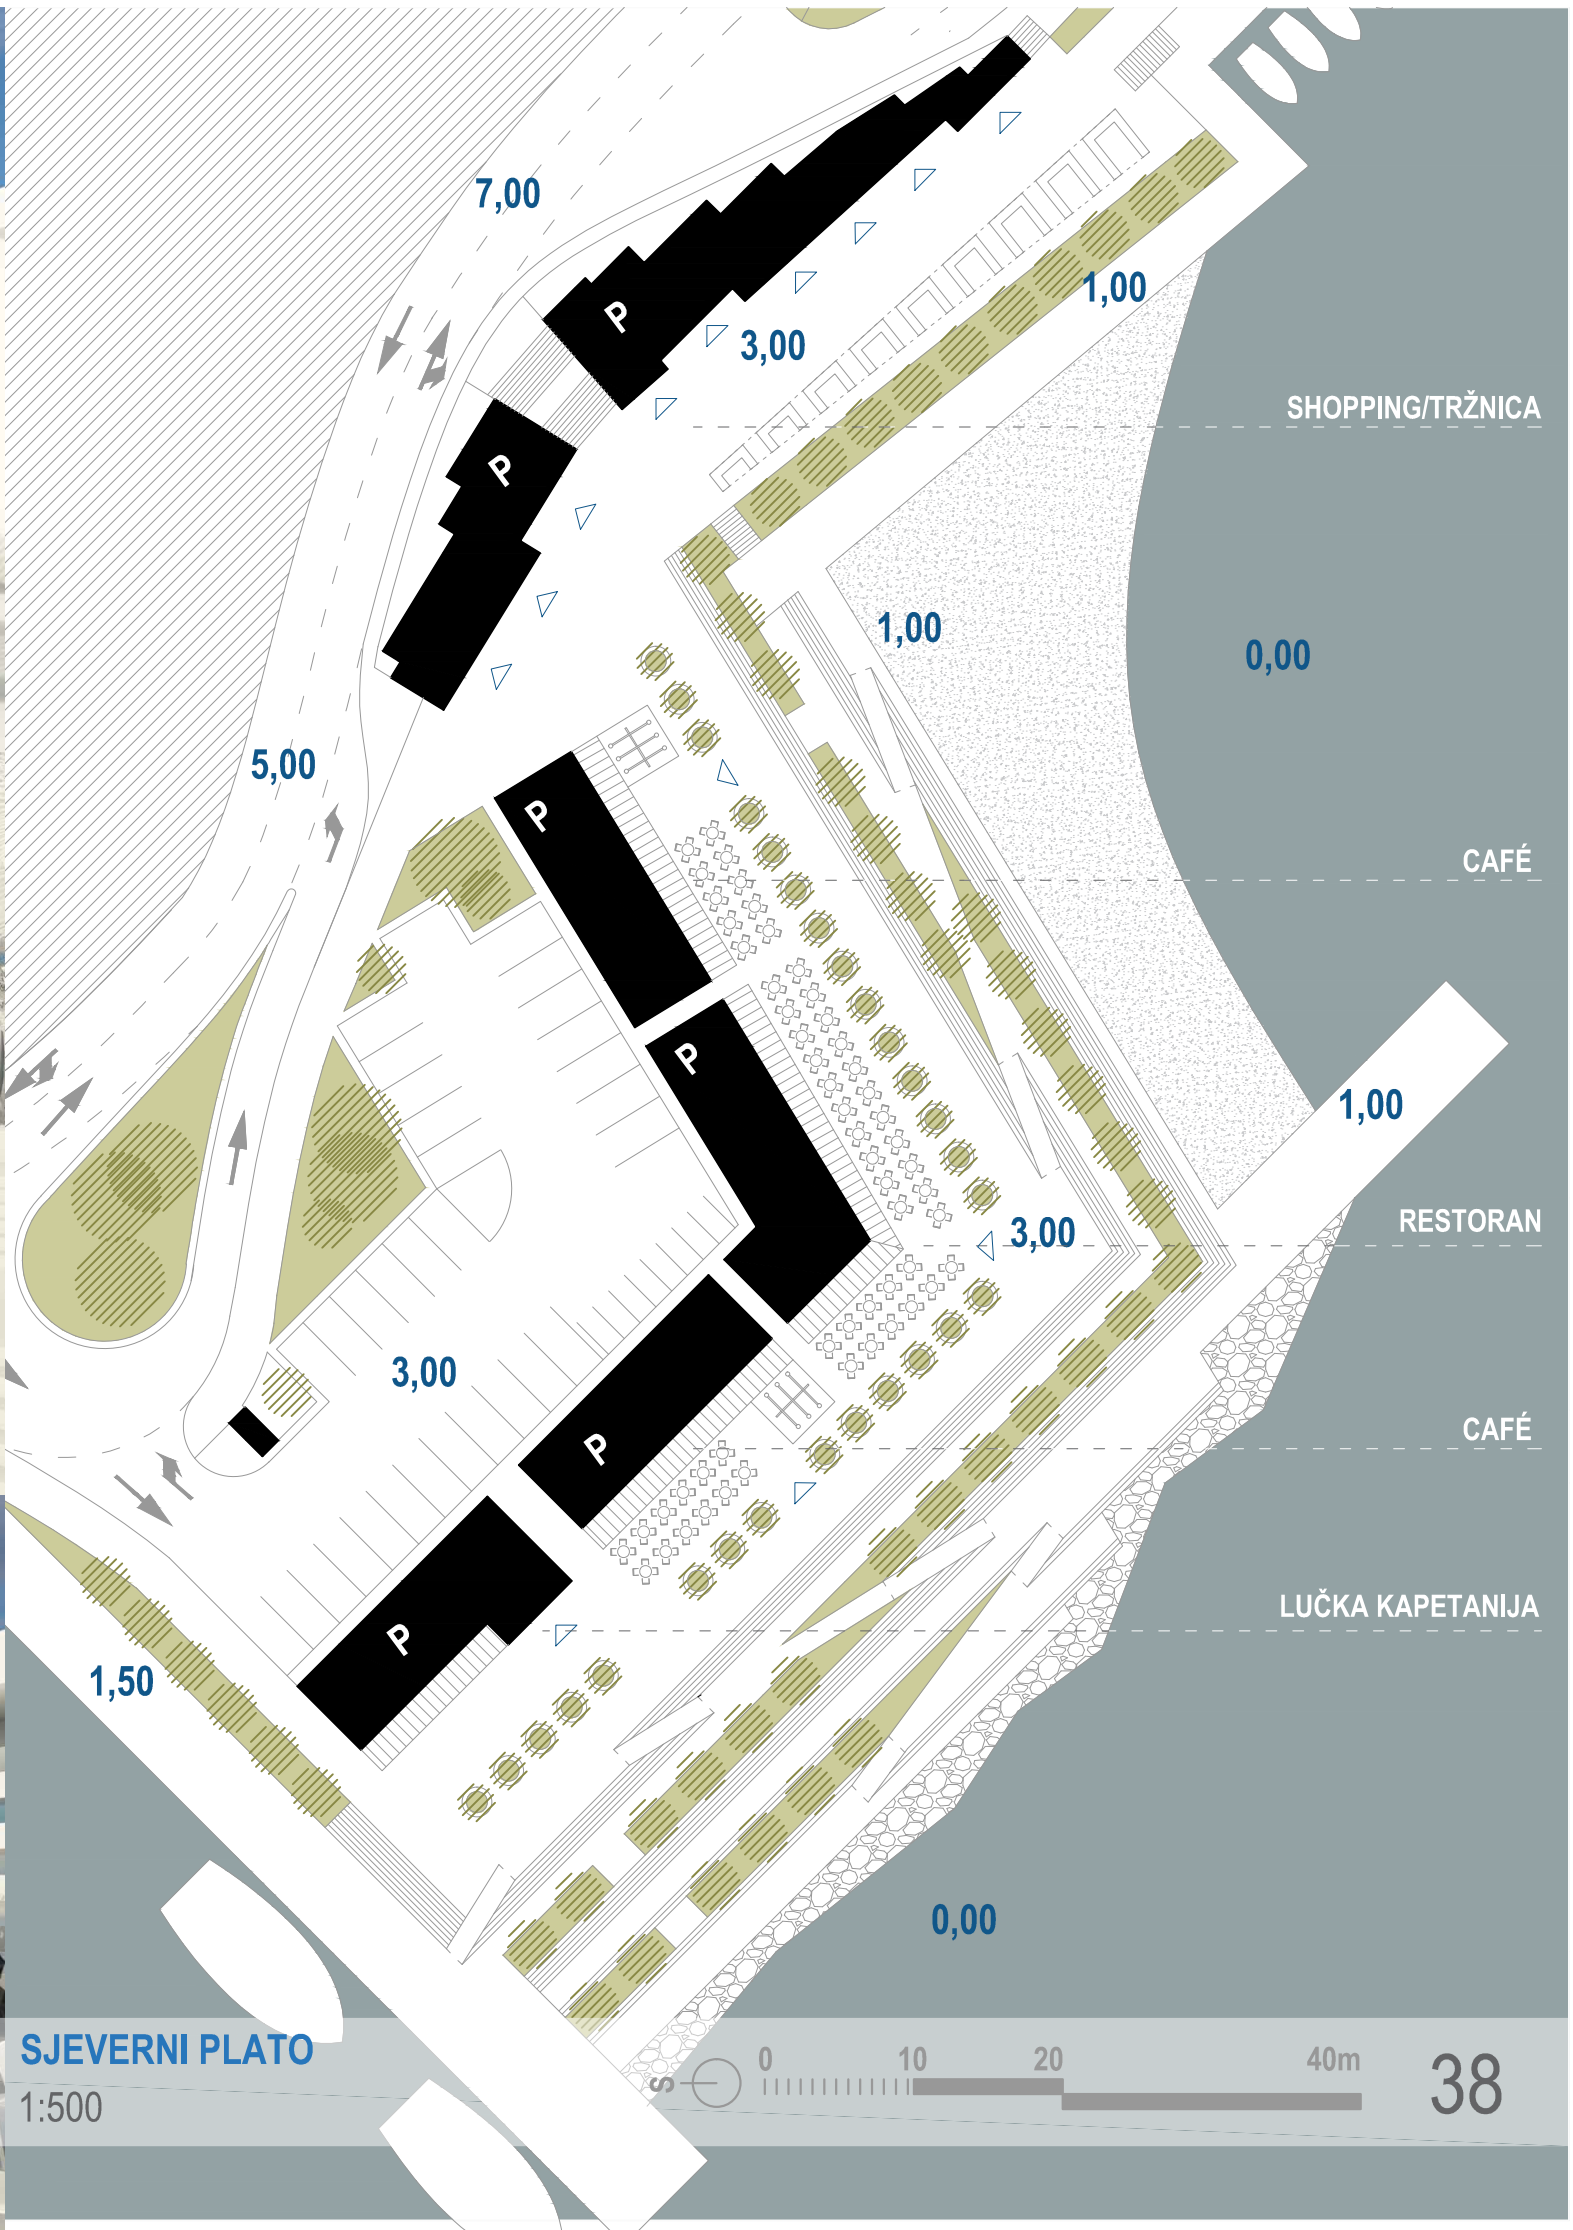 7,00
P
3,00
1,00
SHOPPING/TRŽNICA
P
1,00
0,00
5,00
P
CAFÉ
P
1,00
3,00
RESTORAN
3,00
P
CAFÉ
P
LUČKA KAPETANIJA
1,50
0,00
SJEVERNI PLATO
1:500
S
0 10 20 40m
38